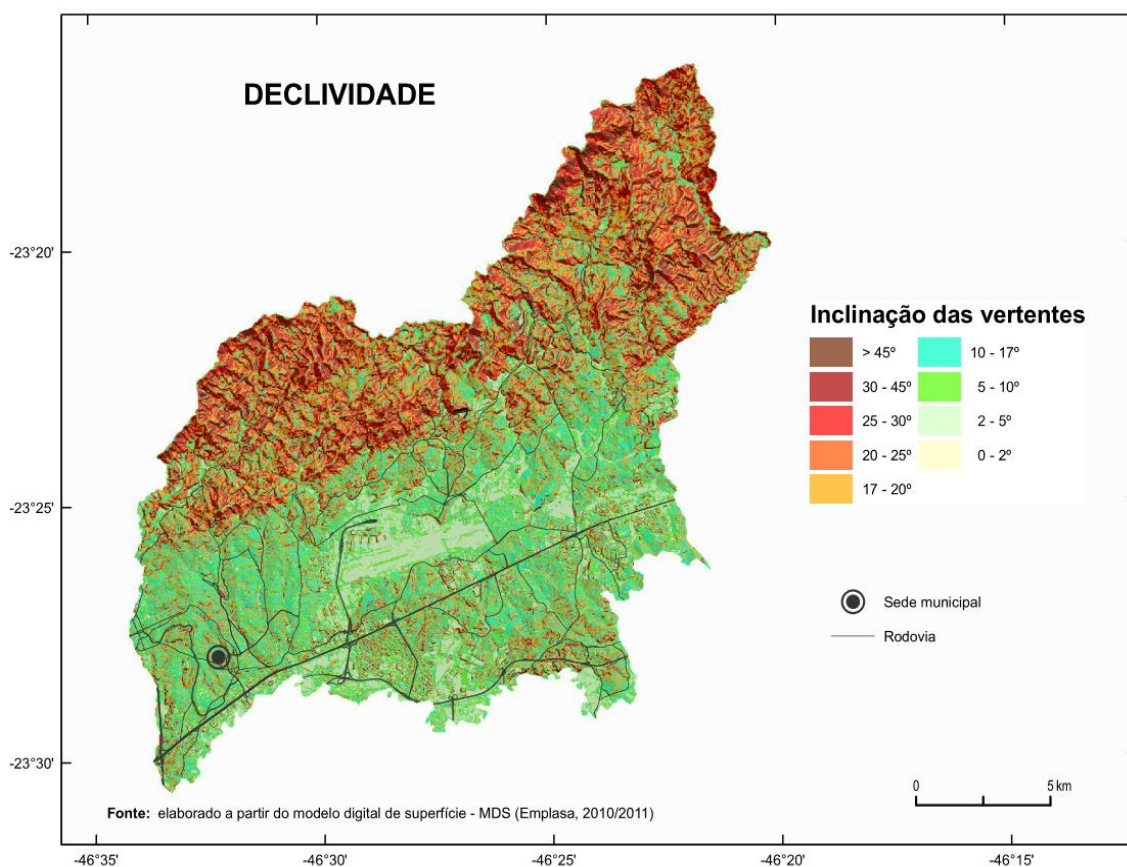 DECLIVIDADE
-23°20'
-23°25'
-23°30'
Inclinação das vertentes
> 45º
30 - 45º
25 - 30º
20 - 25º
17 - 20º
10 - 17º
5 - 10º
2 - 5º
0 - 2º
Sede municipal
Rodovia
0 5 km
Fonte: elaborado a partir do modelo digital de superfície - MDS (Emplasa, 2010/2011)
-46°35' -46°30' -46°25' -46°20' -46°15'